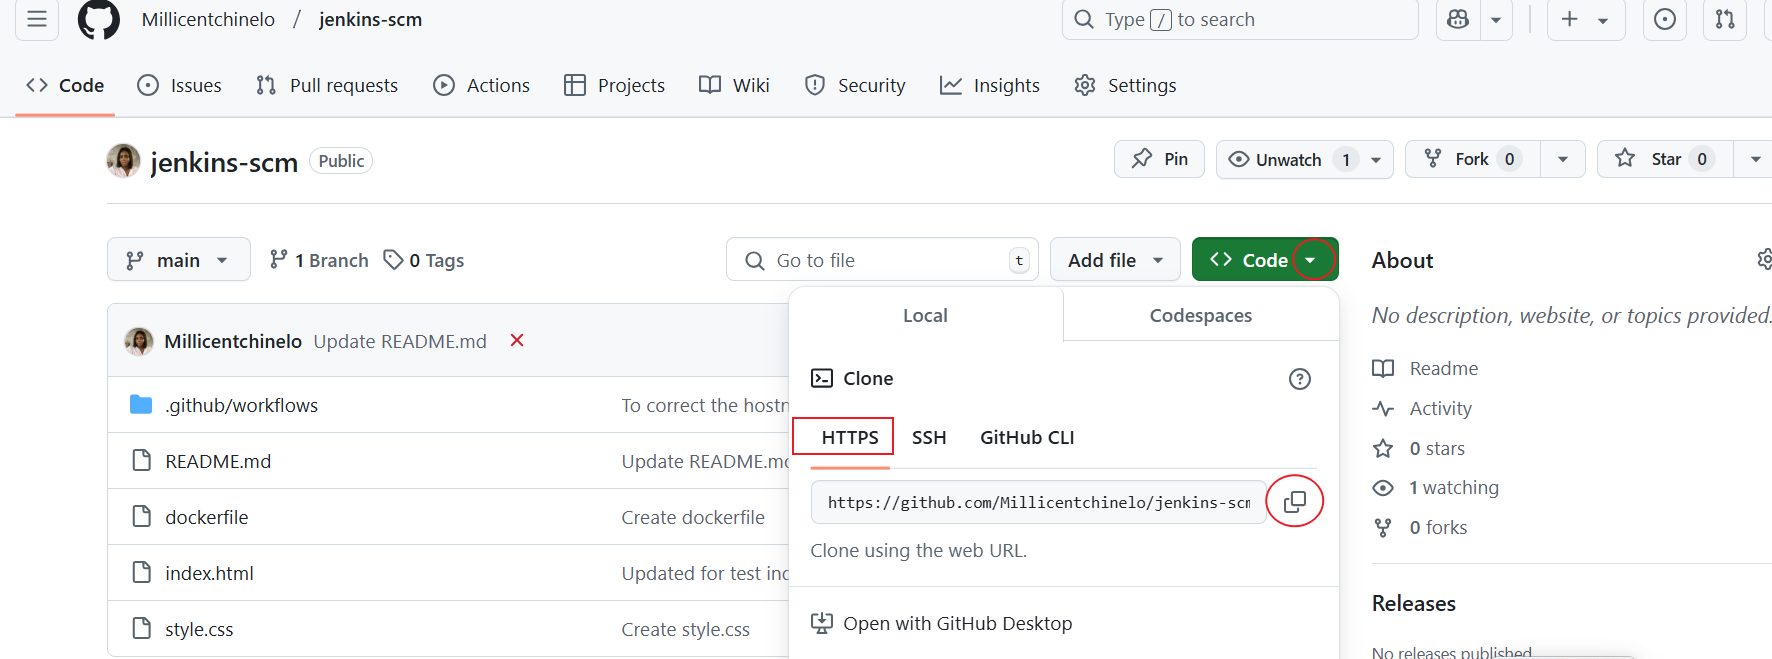 Millicentchinelo / jenkins-scm
Type / to search
Code
Issues
Pull requests
Actions
Projects
Wiki
Security
Insights
Settings
jenkins-scm Public
Pin
Unwatch 1
Fork 0
Star 0
main
1 Branch
0 Tags
Go to file t
Add file
Code
Millicentchinelo Update README.md
.github/workflows To correct the hostn
README.md Update README.md
dockerfile Create dockerfile
index.html Updated for test ind
style.css Create style.css
Local
Codespaces
Clone
HTTPS
SSH
GitHub CLI
https://github.com/Millicentchinelo/jenkins-scm
Clone using the web URL.
Open with GitHub Desktop
About
No description, website, or topics provided.
Readme
Activity
0 stars
1 watching
0 forks
Releases
No releases published